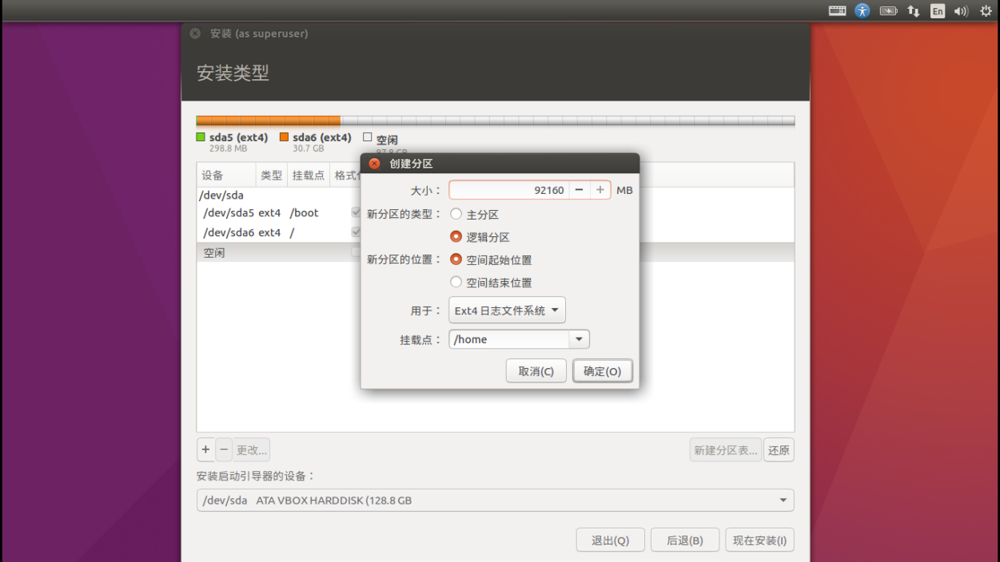 En
安装 (as superuser)
安装类型
sda5 (ext4) sda6 (ext4) 空闲
298.8 MB 30.7 GB 97.8 GB
创建分区
大小： 92160 MB
新分区的类型： 主分区
逻辑分区
新分区的位置： 空间起始位置
空间结束位置
用于： Ext4 日志文件系统
挂载点： /home
取消(C) 确定(O)
设备 类型 挂载点
/dev/sda
/dev/sda5 ext4 /boot
/dev/sda6 ext4 /
空闲
+ − 更改... 新建分区表... 还原
安装启动引导器的设备：
/dev/sda ATA VBOX HARDDISK (128.8 GB
退出(Q) 后退(B) 现在安装(I)